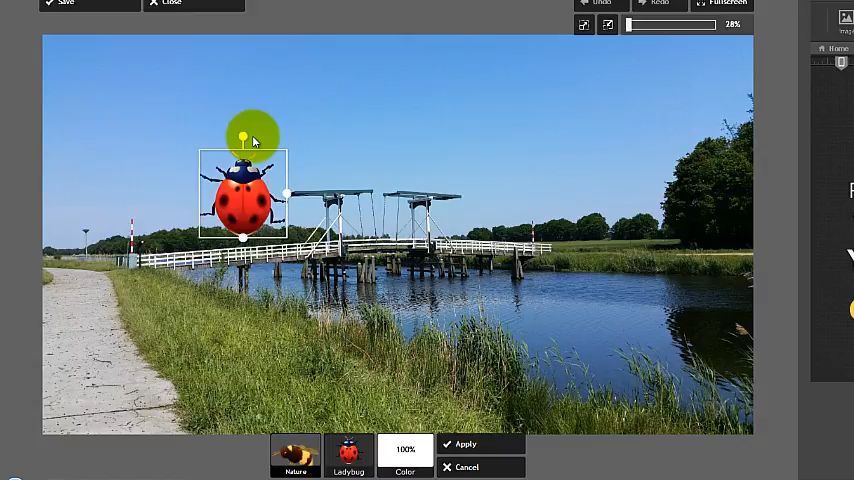 Save
Close
Undo
Redo
Fullscreen
28%
Home
Nature
Ladybug
100%
Color
Apply
Cancel